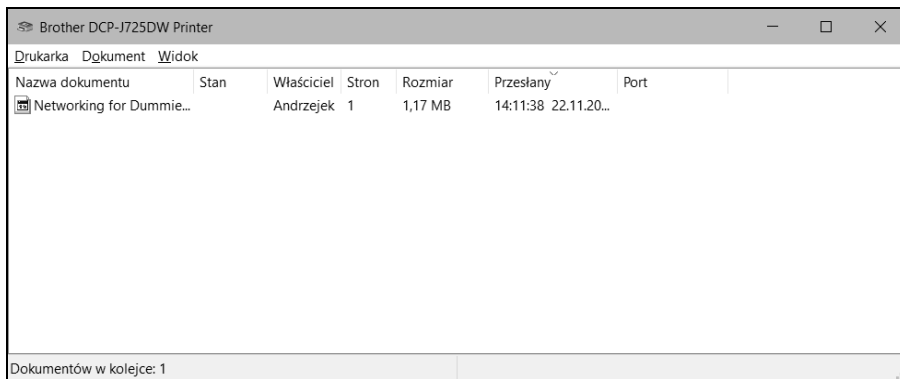 Brother DCP-J725DW Printer
Drukarka Dokument Widok
Nazwa dokumentu Stan Właściciel Stron Rozmiar Przesłany Port
Networking for Dummie... Andrzejek 1 1,17 MB 14:11:38 22.11.20...
Dokumentów w kolejce: 1